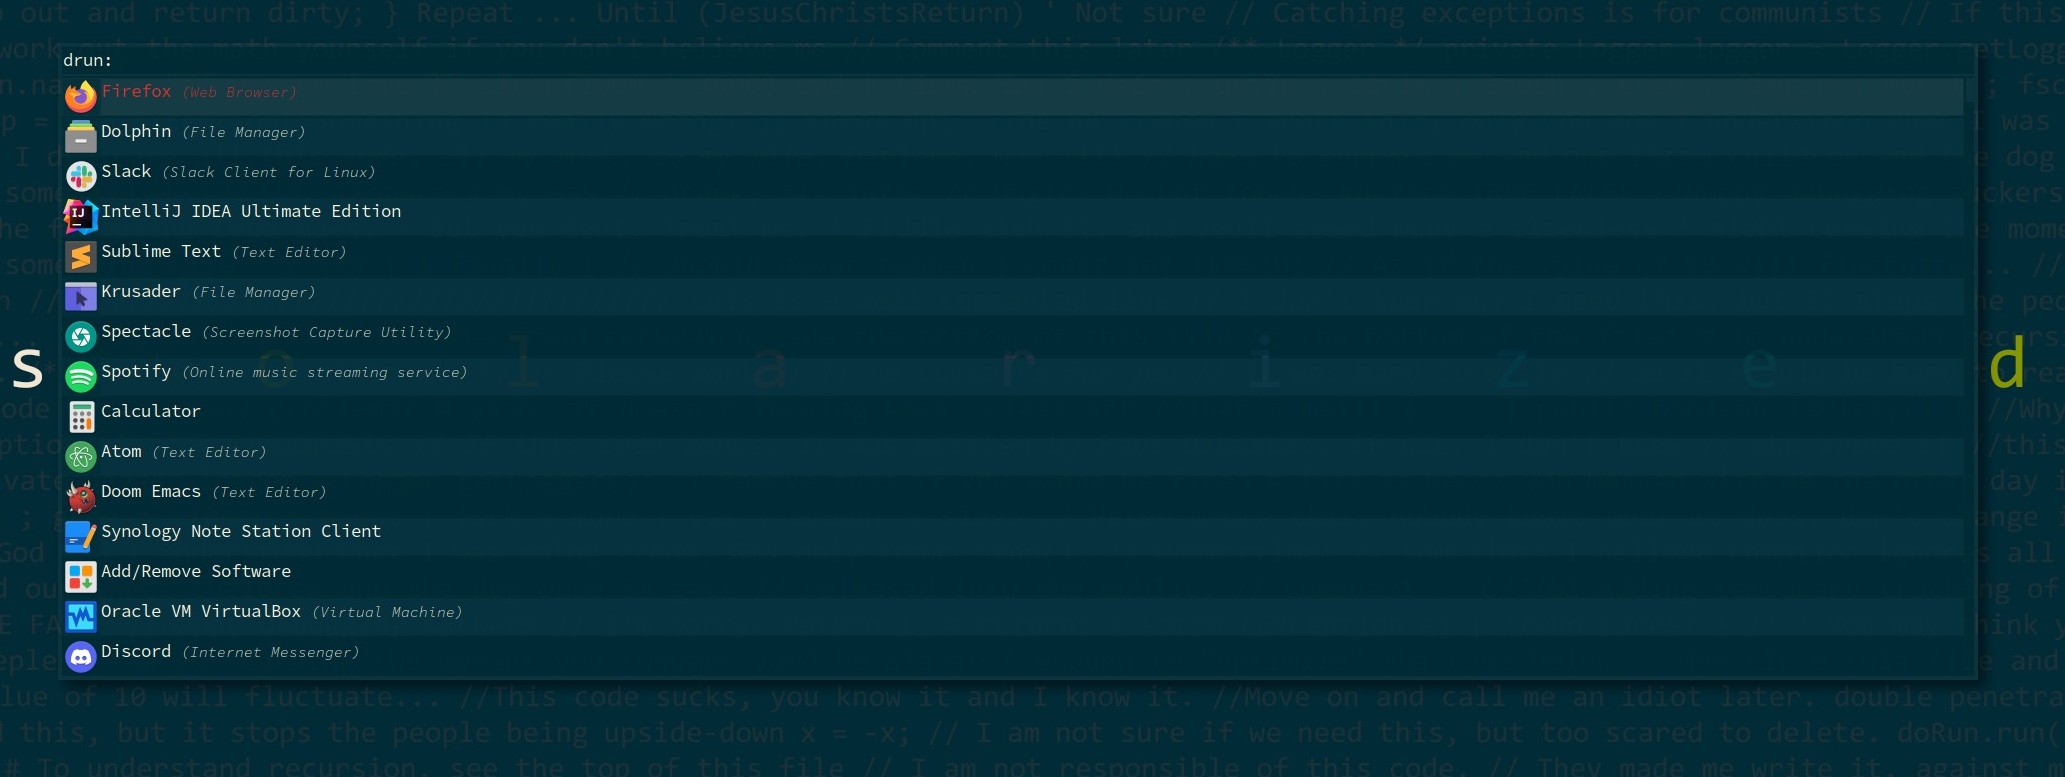 out and return dirty; } Repeat ... Until (JesusChristsReturn) ' Not sure // Catching exceptions is for communists // If this
drun:
Firefox (Web Browser)
Dolphin (File Manager)
Slack (Slack Client for Linux)
IntelliJ IDEA Ultimate Edition
Sublime Text (Text Editor)
Krusader (File Manager)
Spectacle (Screenshot Capture Utility)
s o l a r i z e d
Spotify (Online music streaming service)
Calculator
Atom (Text Editor)
Doom Emacs (Text Editor)
Synology Note Station Client
Add/Remove Software
Oracle VM VirtualBox (Virtual Machine)
Discord (Internet Messenger)
lue of 10 will fluctuate... //This code sucks, you know it and I know it. //Move on and call me an idiot later. double penetra
this, but it stops the people being upside-down x = -x; // I am not sure if we need this, but too scared to delete. doRun.run(
# To understand recursion, see the top of this file // I am not responsible of this code. // They made me write it, against m